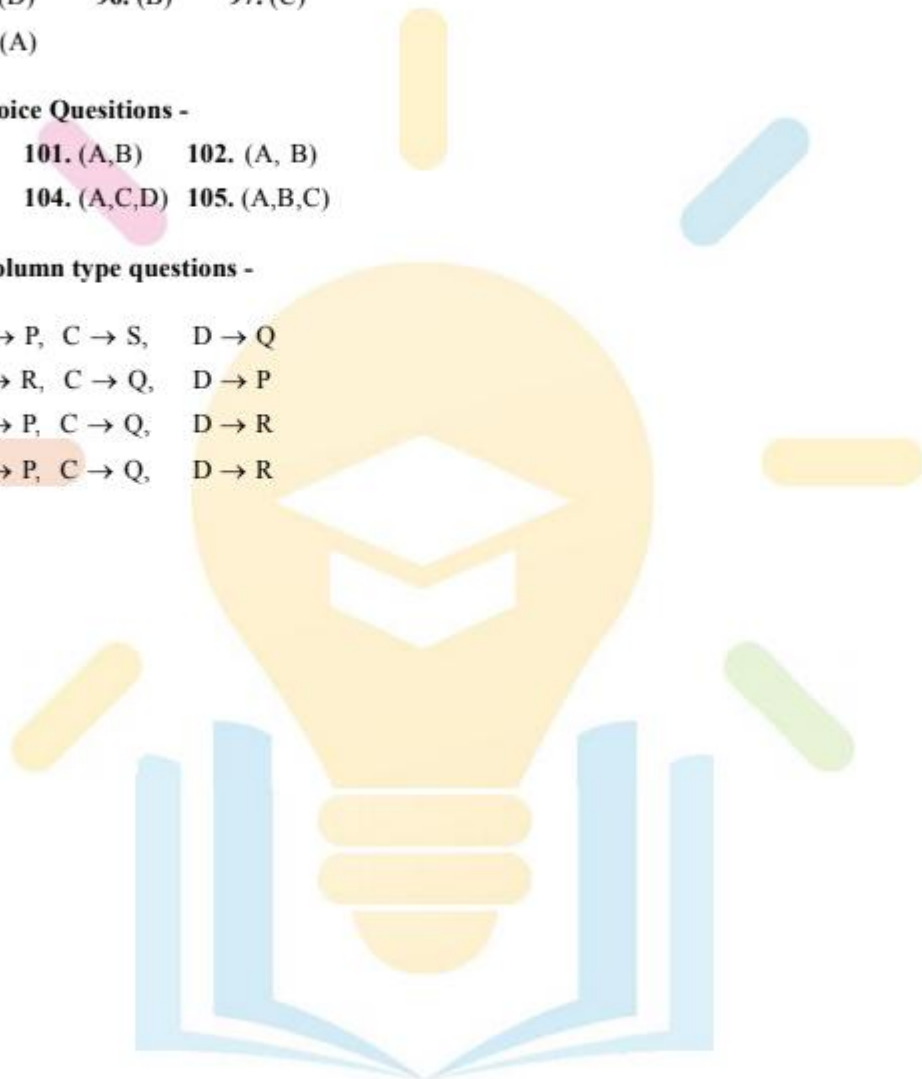 (A)
oice Quesitions -
101. (A,B) 102. (A, B)
104. (A,C,D) 105. (A,B,C)
olumn type questions -
→ P, C → S, D → Q
→ R, C → Q, D → P
→ P, C → Q, D → R
→ P, C → Q, D → R